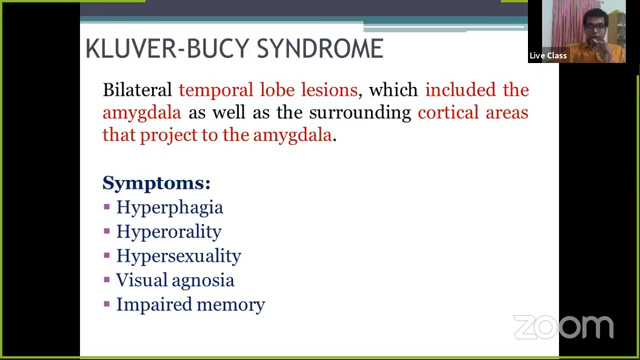 KLUVER-BUCY SYNDROME
Live Class
Bilateral temporal lobe lesions, which included the
amygdala as well as the surrounding cortical areas
that project to the amygdala.
Symptoms:
Hyperphagia
Hyperorality
Hypersexuality
Visual agnosia
Impaired memory
zoom